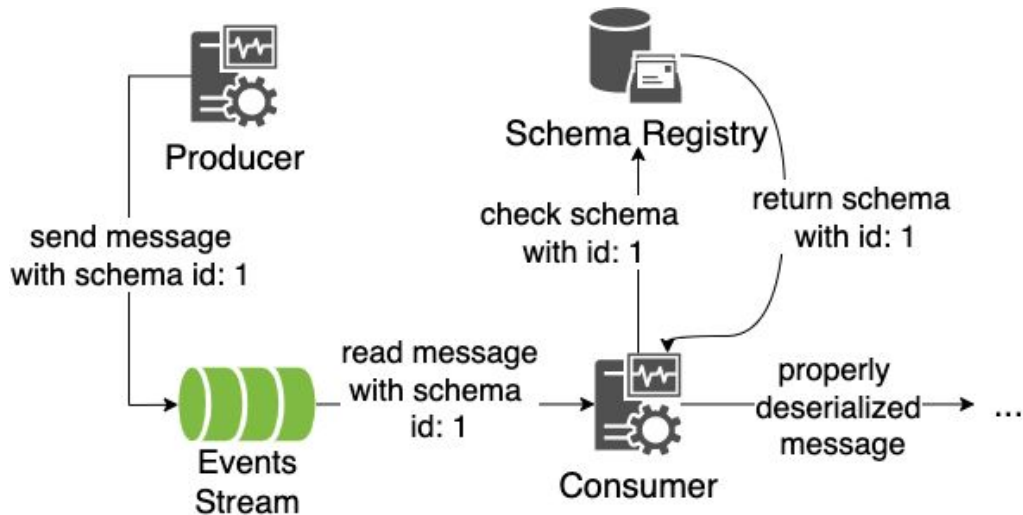 Producer
Schema Registry
send message
with schema id: 1
check schema
with id: 1
return schema
with id: 1
read message
with schema
id: 1
properly
deserialized
message
...
Events
Stream
Consumer